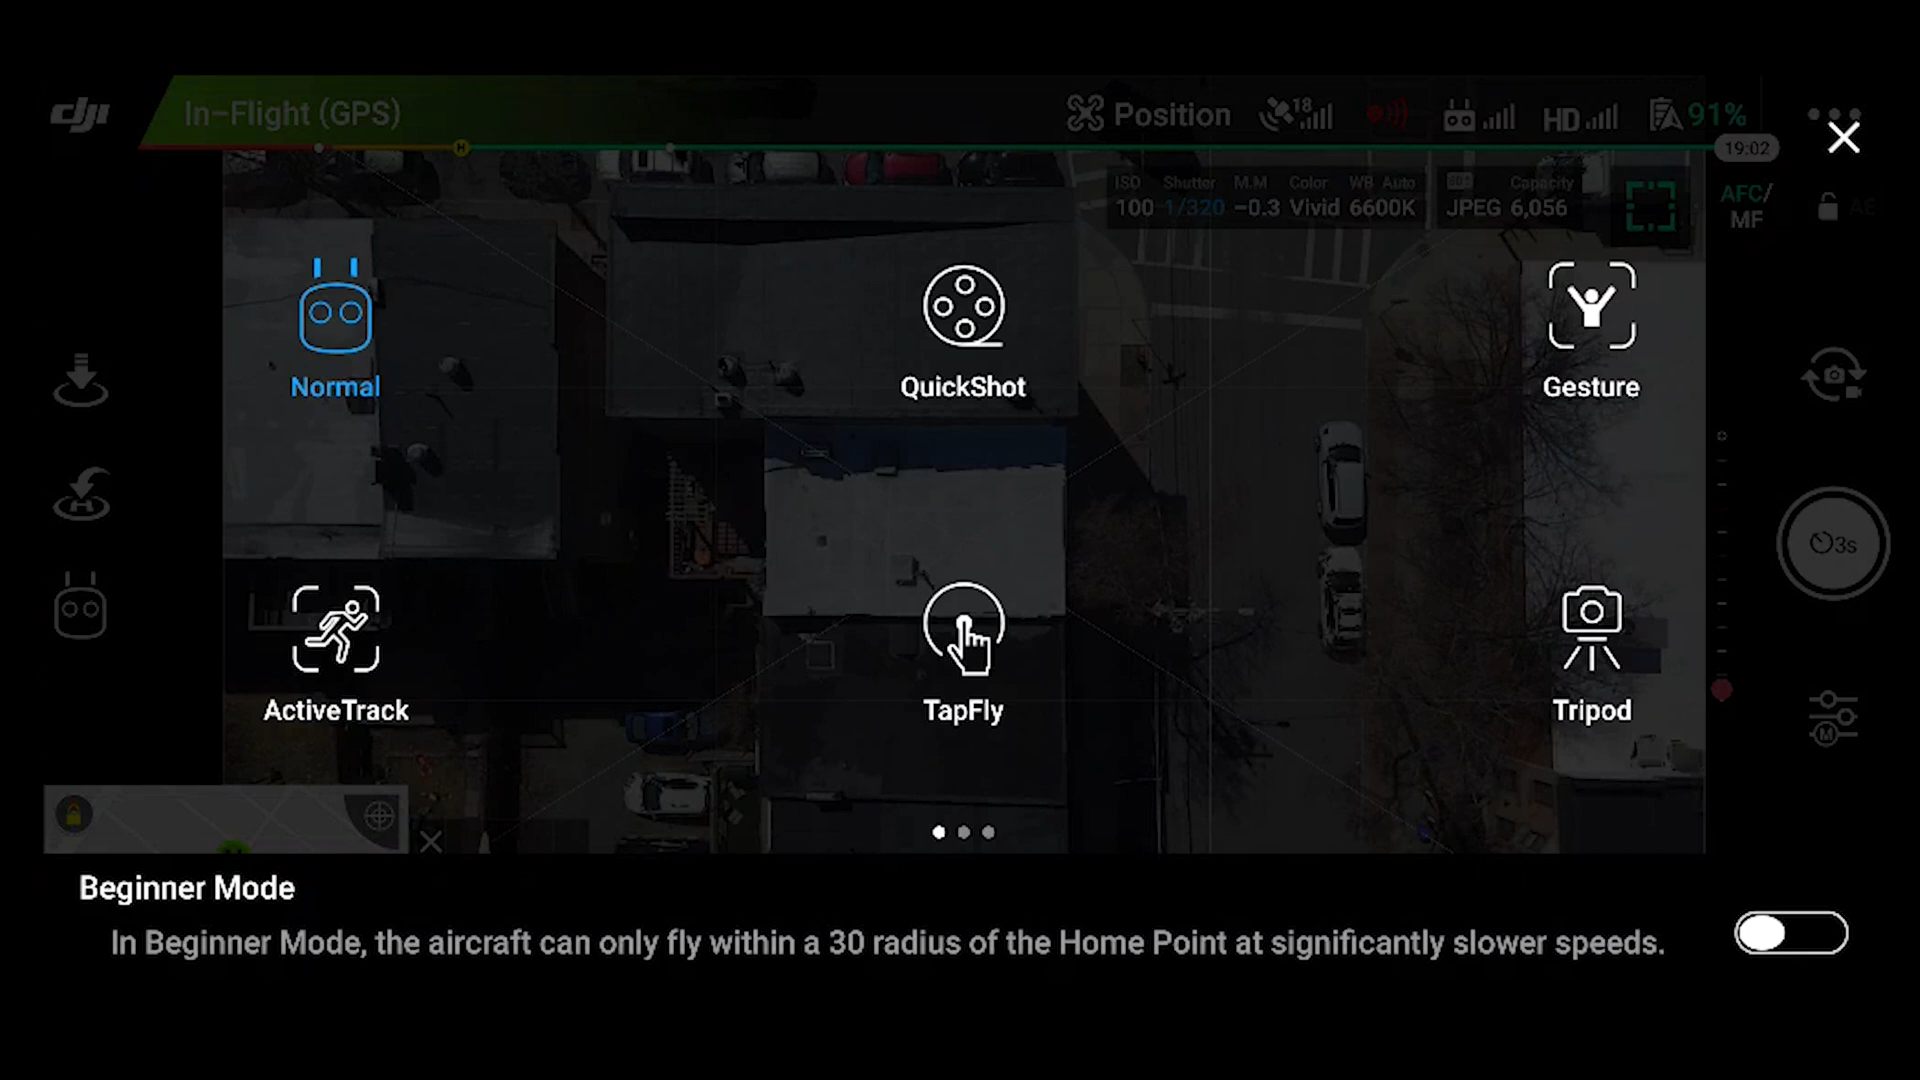 dji
In-Flight (GPS)
Position
18
HD
91%
19:02
ISO Shutter M.M Color WB Auto Capacity
100 1/320 -0.3 Vivid 6600K JPEG 6,056
AFC/
MF
AE
Normal
QuickShot
Gesture
3s
ActiveTrack
TapFly
Tripod
M
H
Beginner Mode
In Beginner Mode, the aircraft can only fly within a 30 radius of the Home Point at significantly slower speeds.